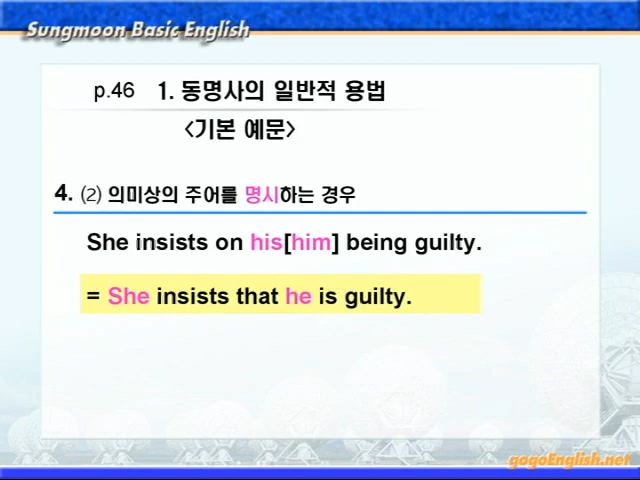 Sungmoon Basic English
p.46 1. 동명사의 일반적 용법
<기본 예문>
4. (2) 의미상의 주어를 명시하는 경우
She insists on his[him] being guilty.
= She insists that he is guilty.
gogoEnglish.net